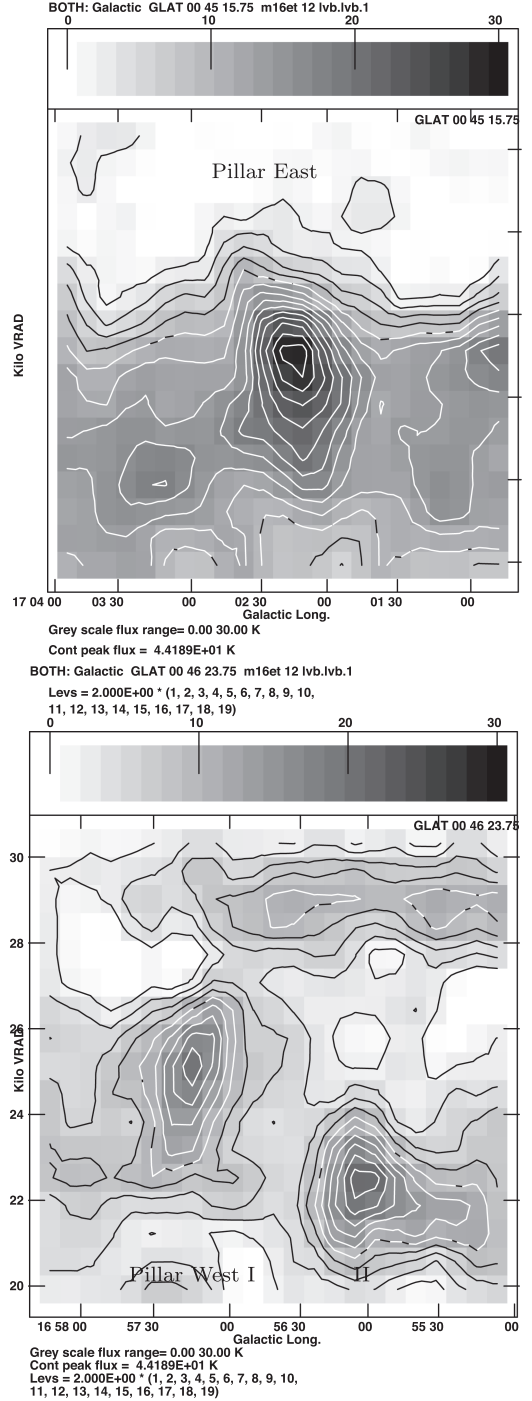 BOTH: Galactic GLAT 00 45 15.75 m16et 12 lvb.lvb.1
0 10 20 30
GLAT 00 45 15.75
Pillar East
Kilo VRAD
17 04 00 03 30 00 02 30 00 01 30 00
Galactic Long.
Grey scale flux range= 0.00 30.00 K
Cont peak flux = 4.4189E+01 K
BOTH: Galactic GLAT 00 46 23.75 m16et 12 lvb.lvb.1
Levs = 2.000E+00 * (1, 2, 3, 4, 5, 6, 7, 8, 9, 10,
11, 12, 13, 14, 15, 16, 17, 18, 19)
0 10 20 30
GLAT 00 46 23.75
30
28
26
Kilo VRAD
24
22
20
Pillar West I II
16 58 00 57 30 00 56 30 00 55 30 00
Galactic Long.
Grey scale flux range= 0.00 30.00 K
Cont peak flux = 4.4189E+01 K
Levs = 2.000E+00 * (1, 2, 3, 4, 5, 6, 7, 8, 9, 10,
11, 12, 13, 14, 15, 16, 17, 18, 19)